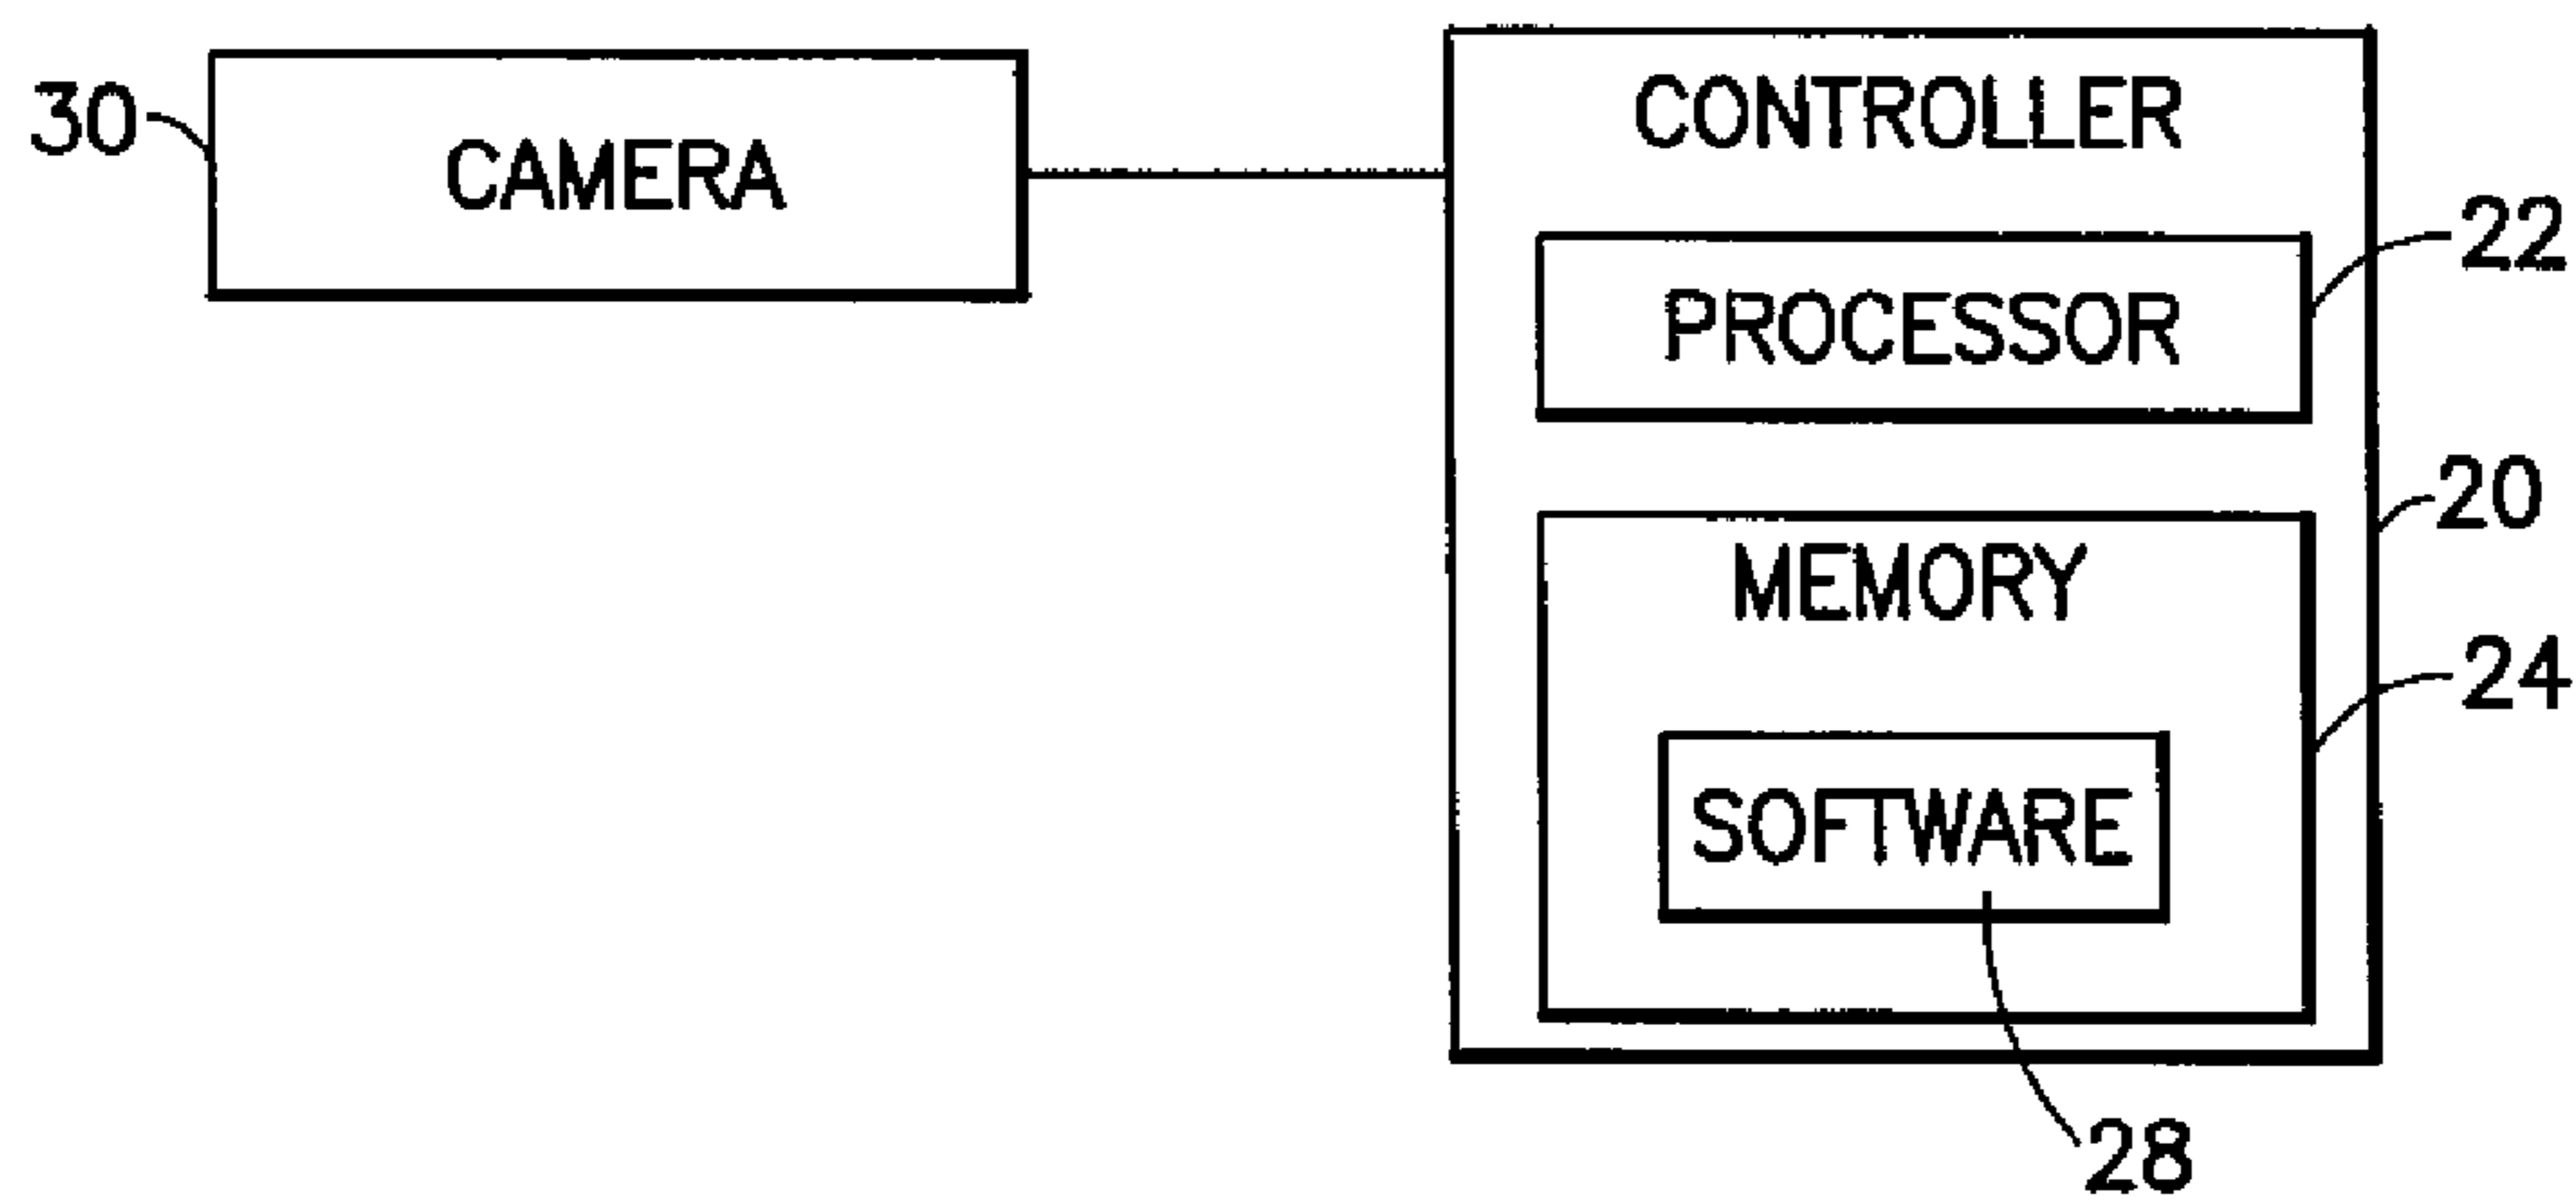 30
CAMERA
CONTROLLER
22
PROCESSOR
20
MEMORY
24
SOFTWARE
28